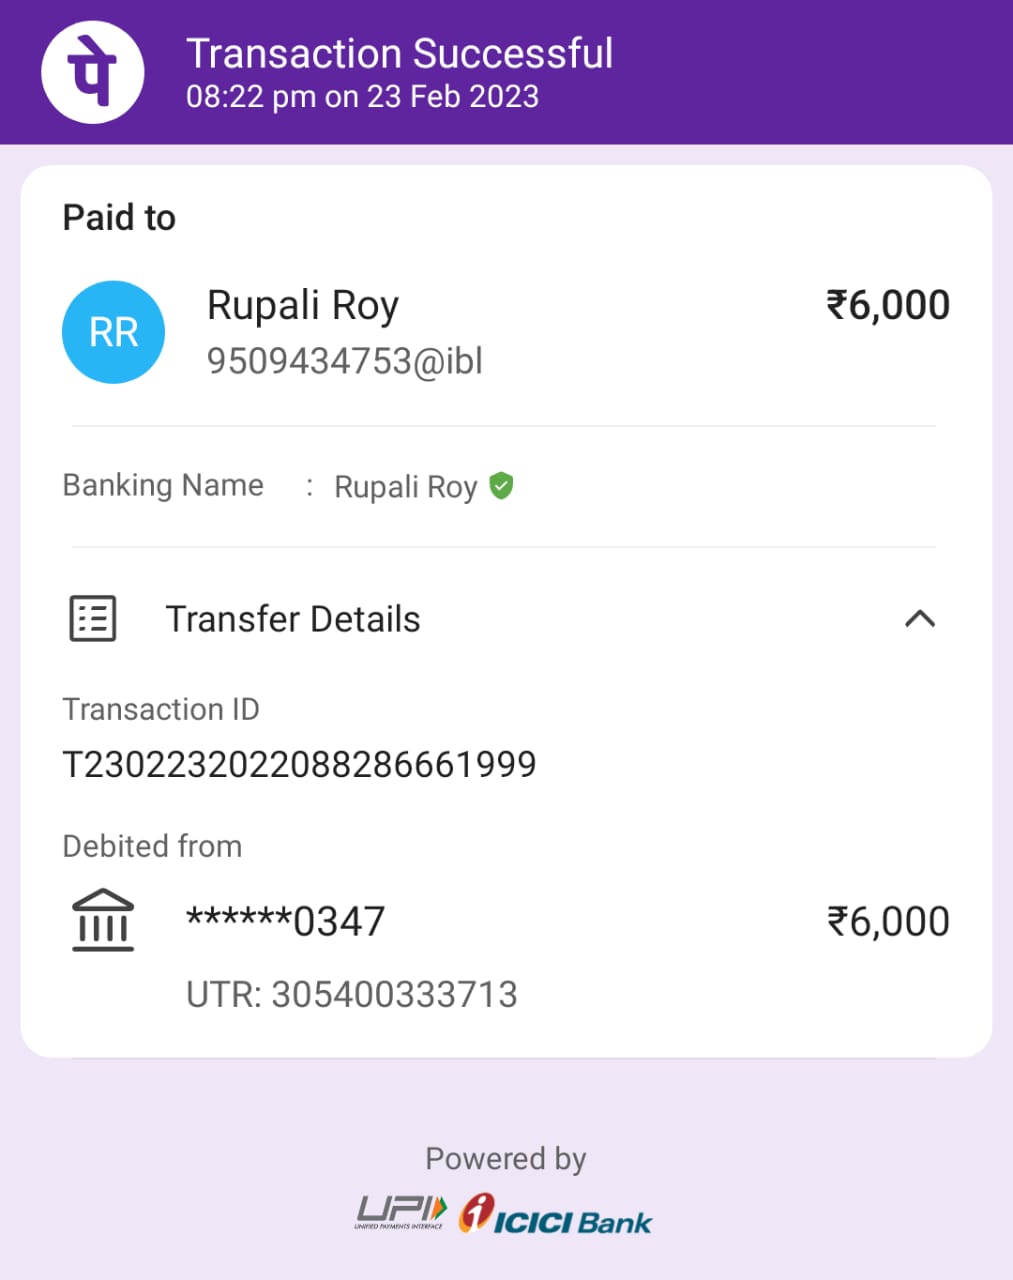 पे
Transaction Successful
08:22 pm on 23 Feb 2023
Paid to
RR
Rupali Roy
₹6,000
9509434753@ibl
Banking Name : Rupali Roy
Transfer Details
Transaction ID
T2302232022088286661999
Debited from
******0347
₹6,000
UTR: 305400333713
Powered by
UPI
UNIFIED PAYMENTS INTERFACE
ICICI Bank